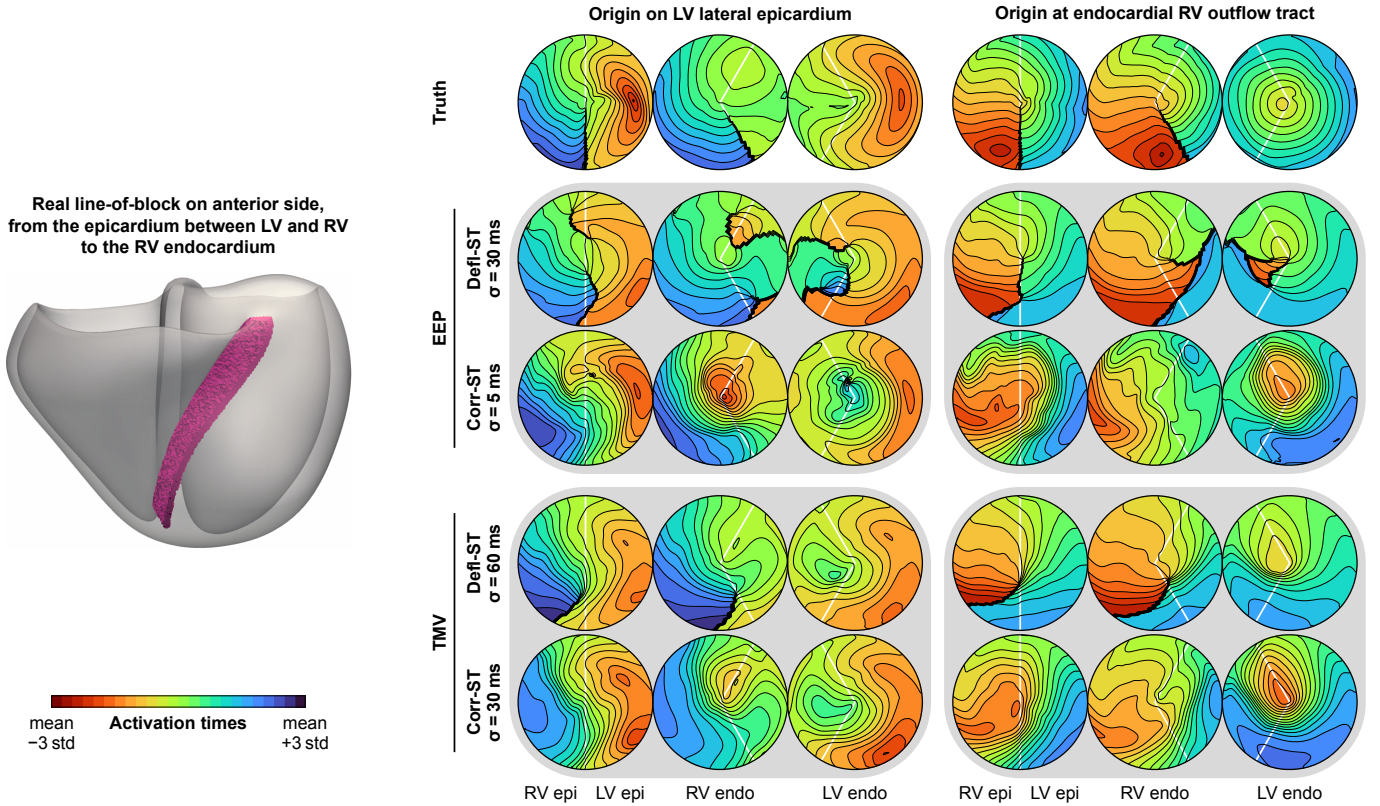 Origin on LV lateral epicardium
Origin at endocardial RV outflow tract
Truth
Real line-of-block on anterior side,
from the epicardium between LV and RV
to the RV endocardium
EEP
Defl-ST
σ = 30 ms
Corr-ST
σ = 5 ms
TMV
Defl-ST
σ = 60 ms
Corr-ST
σ = 30 ms
mean
−3 std
Activation times
mean
+3 std
RV epi
LV epi
RV endo
LV endo
RV epi
LV epi
RV endo
LV endo